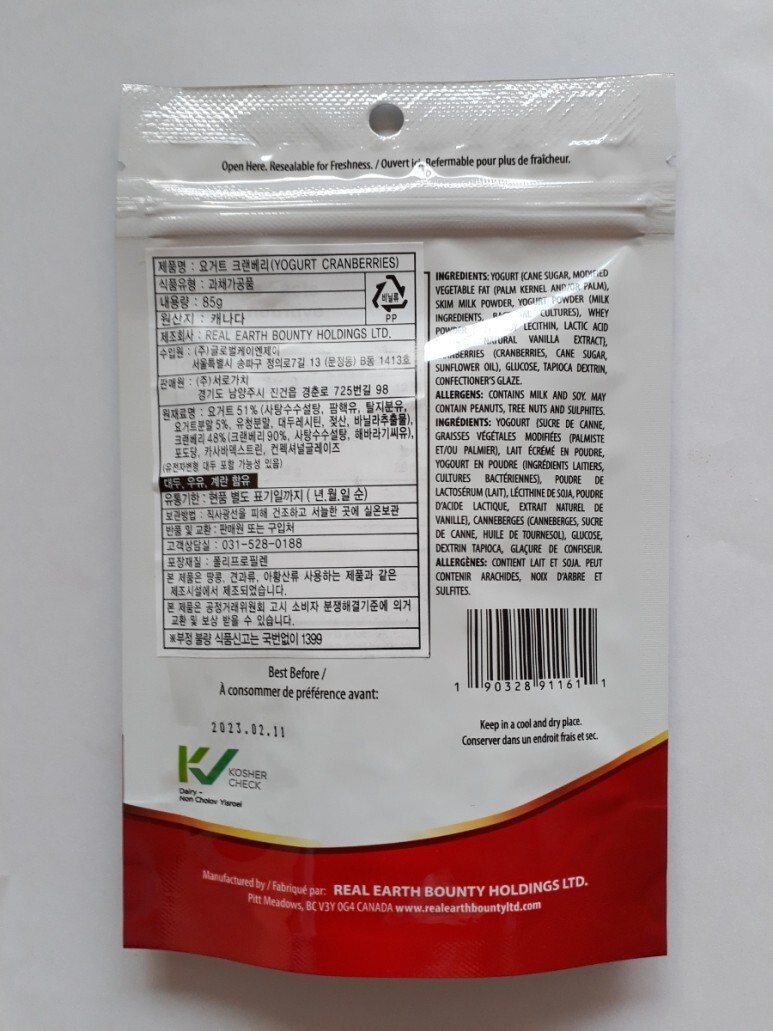 Open Here. Resealable for Freshness. / Ouvert Refermable pour plus de fraîcheur.
제품명 : 요거트 크랜베리(YOGURT CRANBERRIES)
식품유형 : 과채가공품
내용량 : 85g
원산지 : 캐나다
비닐류
PP
제조회사 : REAL EARTH BOUNTY HOLDINGS LTD.
수입원 : (주)글로벌케이엔제이
서울특별시 송파구 정의로7길 13 (문정동) B동 1413호
판매원 : (주)서로가치
경기도 남양주시 진건읍 경춘로 725번길 98
원재료명 : 요거트 51%(사탕수수설탕, 팜핵유, 탈지분유,
요거트분말 5%, 유청분말, 대두레시틴, 젖산, 바닐라추출물),
크랜베리 48%(크랜베리 90%, 사탕수수설탕, 해바라기씨유),
포도당, 카사바덱스트린, 컨펙셔널글레이즈
(유전자변형 대두 포함 가능성 있음)
대두, 우유, 계란 함유
유통기한 : 현품 별도 표기일까지 ( 년,월,일 순)
보관방법 : 직사광선을 피해 건조하고 서늘한 곳에 실온보관
반품 및 교환 : 판매원 또는 구입처
고객상담실 : 031-528-0188
포장재질 : 폴리프로필렌
본 제품은 땅콩, 견과류, 아황산류 사용하는 제품과 같은
제조시설에서 제조되었습니다.
본 제품은 공정거래위원회 고시 소비자 분쟁해결기준에 의거
교환 및 보상 받을 수 있습니다.
※부정 불량 식품신고는 국번없이 1399
INGREDIENTS: YOGURT (CANE SUGAR, MODIFIED
VEGETABLE FAT (PALM KERNEL AND/OR PALM),
SKIM MILK POWDER, YOGURT POWDER (MILK
INGREDIENTS, CULTURES), WHEY
POWDER, LECITHIN, LACTIC ACID
NATURAL VANILLA EXTRACT),
(CRANBERRIES, CANE SUGAR,
SUNFLOWER OIL), GLUCOSE, TAPIOCA DEXTRIN,
CONFECTIONER'S GLAZE.
ALLERGENS: CONTAINS MILK AND SOY. MAY
CONTAIN PEANUTS, TREE NUTS AND SULPHITES.
INGRÉDIENTS: YOGOURT (SUCRE DE CANNE,
GRAISSES VÉGÉTALES MODIFIÉES (PALMISTE
ET/OU PALMIER), LAIT ÉCRÉMÉ EN POUDRE,
YOGOURT EN POUDRE (INGRÉDIENTS LAITIERS,
CULTURES BACTÉRIENNES), POUDRE DE
LACTOSÉRUM (LAIT), LÉCITHINE DE SOJA, POUDRE
D'ACIDE LACTIQUE, EXTRAIT NATUREL DE
VANILLE), CANNEBERGES (CANNEBERGES, SUCRE
DE CANNE, HUILE DE TOURNESOL), GLUCOSE,
DEXTRIN TAPIOCA, GLAÇURE DE CONFISEUR.
ALLERGÈNES: CONTIENT LAIT ET SOJA. PEUT
CONTENIR ARACHIDES, NOIX D'ARBRE ET
SULFITES.
1 90328 91161 1
Best Before /
À consommer de préférence avant:
2023.02.11
Keep in a cool and dry place.
Conserver dans un endroit frais et sec.
KOSHER
CHECK
Dairy -
Non Cholov Yisroel
Manufactured by / Fabriqué par: REAL EARTH BOUNTY HOLDINGS LTD.
Pitt Meadows, BC V3Y 0G4 CANADA www.realearthbountyltd.com